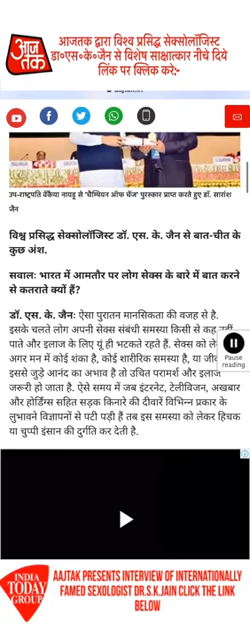 आज तक
आजतक द्वारा विश्व प्रसिद्ध सेक्सोलॉजिस्ट
डा०एस०के०जैन से विशेष साक्षात्कार नीचे दिये
लिंक पर क्लिक करें:-
उप-राष्ट्रपति वेंकैया नायडू से 'चैम्पियन ऑफ चेंज' पुरस्कार प्राप्त करते हुए डॉ. सारांश
जैन
विश्व प्रसिद्ध सेक्सोलॉजिस्ट डॉ. एस. के. जैन से बात-चीत के
कुछ अंश.
सवालः भारत में आमतौर पर लोग सेक्स के बारे में बात करने
से कतराते क्यों हैं?
डॉ. एस. के. जैन: ऐसा पुरातन मानसिकता की वजह से है.
इसके चलते लोग अपनी सेक्स संबंधी समस्या किसी से कह नहीं
पाते और इलाज के लिए यूं ही भटकते रहते हैं. सेक्स को
अगर मन में कोई शंका है, कोई शारीरिक समस्या है, या
इससे जुड़े आनंद का अभाव है तो उचित परामर्श और इलाज
जरूरी हो जाता है. ऐसे समय में जब इंटरनेट, टेलीविजन, अखबार
और होर्डिंग्स सहित सड़क किनारे की दीवारें विभिन्न प्रकार के
लुभावने विज्ञापनों से पटी पड़ी हैं तब इस समस्या को लेकर हिचक
या चुप्पी इंसान की दुर्गति कर देती है.
Pause
reading
INDIA
TODAY
GROUP
AAJTAK PRESENTS INTERVIEW OF INTERNATIONALLY
FAMED SEXOLOGIST DR.S.K.JAIN CLICK THE LINK
BELOW